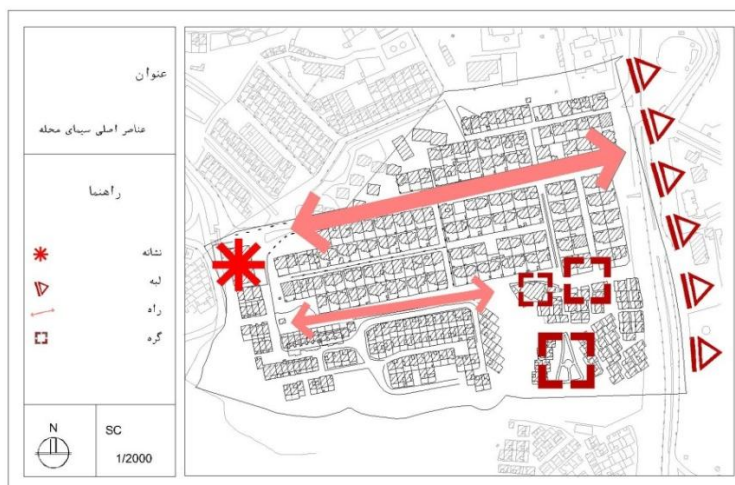 عنوان
عناصر اصلی سیمای محله
راهنما
نشانه
لبه
راه
گره
N
SC
1/2000